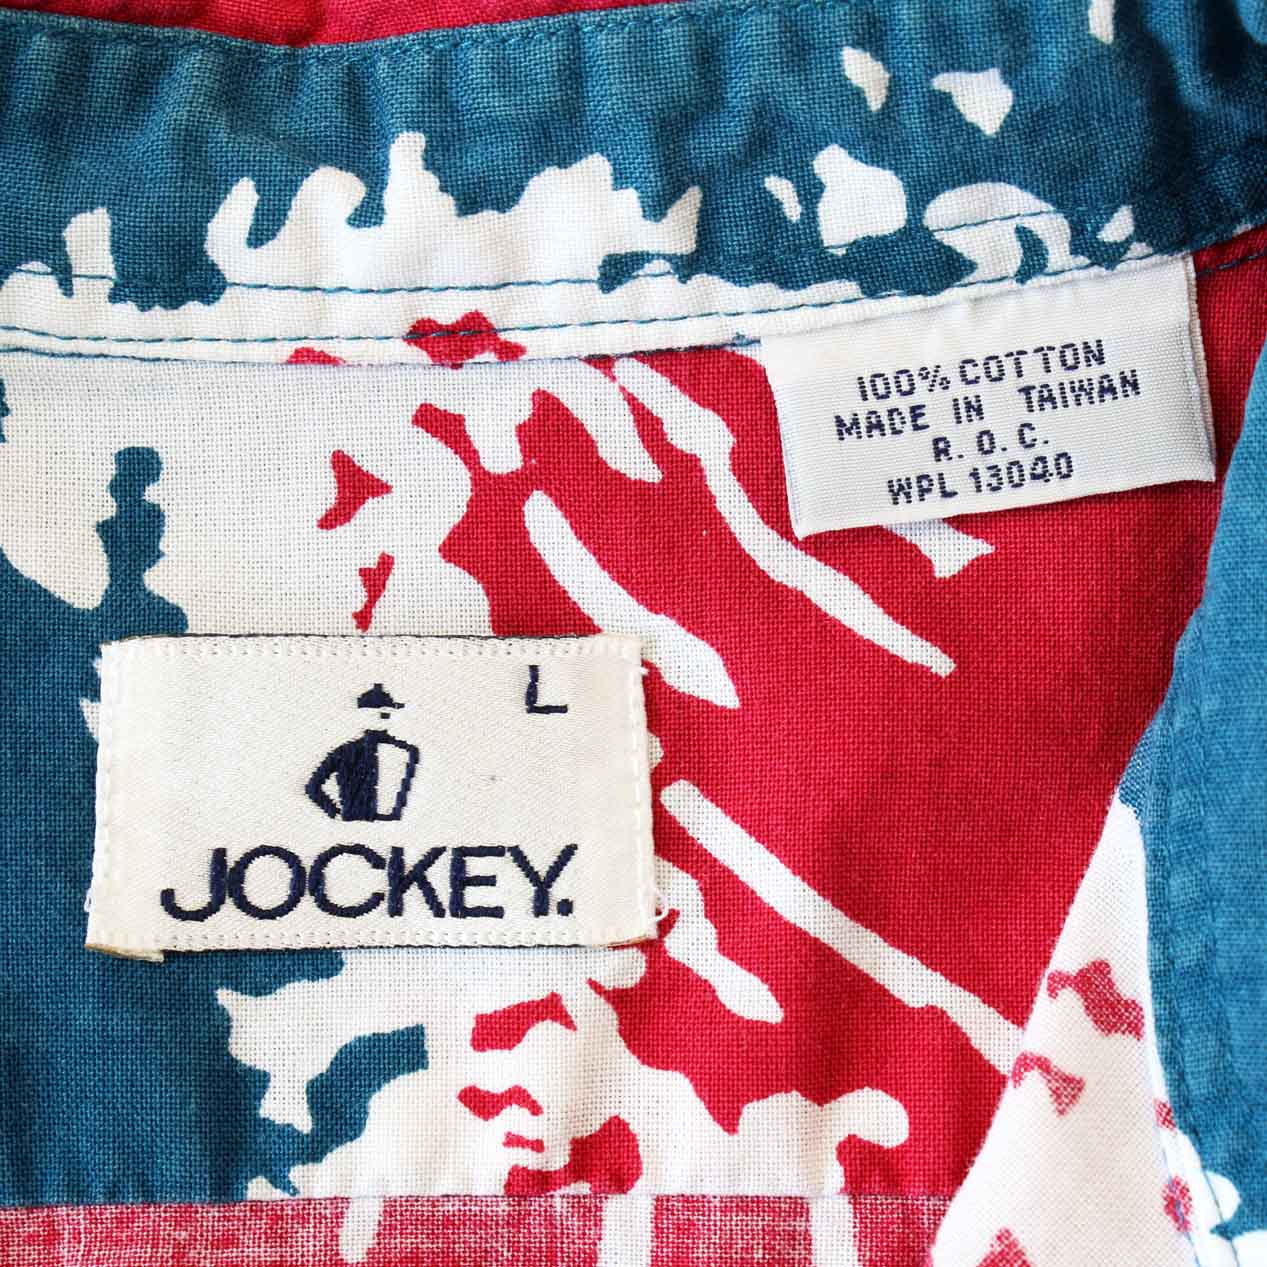 100% COTTON
MADE IN TAIWAN
R. O. C.
WPL 13040
L
JOCKEY.